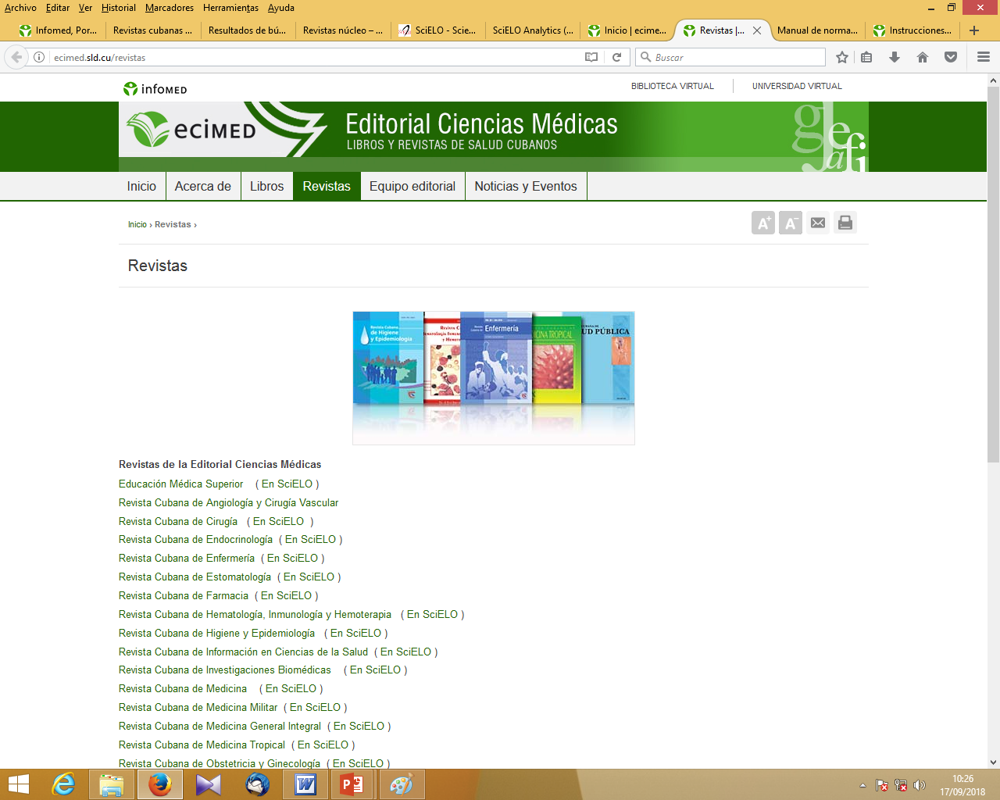 Archivo Editar Ver Historial Marcadores Herramientas Ayuda
Infomed, Por...
Revistas cubanas ...
Resultados de bú...
Revistas núcleo – ...
SciELO - Scie...
SciELO Analytics (...
Inicio | ecime...
Revistas |...
Manual de norma...
Instrucciones...
ecimed.sld.cu/revistas
Buscar
infOMED
BIBLIOTECA VIRTUAL
UNIVERSIDAD VIRTUAL
eciMED
Editorial Ciencias Médicas
LIBROS Y REVISTAS DE SALUD CUBANOS
Inicio
Acerca de
Libros
Revistas
Equipo editorial
Noticias y Eventos
Inicio › Revistas ›
A+
A-
Revistas
Revista Cubana
de Higiene
y Epidemiología
Enfermería
UD PÚBLICA
Revistas de la Editorial Ciencias Médicas
Educación Médica Superior ( En SciELO )
Revista Cubana de Angiología y Cirugía Vascular
Revista Cubana de Cirugía ( En SciELO )
Revista Cubana de Endocrinología ( En SciELO )
Revista Cubana de Enfermería ( En SciELO )
Revista Cubana de Estomatología ( En SciELO )
Revista Cubana de Farmacia ( En SciELO )
Revista Cubana de Hematología, Inmunología y Hemoterapia ( En SciELO )
Revista Cubana de Higiene y Epidemiología ( En SciELO )
Revista Cubana de Información en Ciencias de la Salud ( En SciELO )
Revista Cubana de Investigaciones Biomédicas ( En SciELO )
Revista Cubana de Medicina ( En SciELO )
Revista Cubana de Medicina Militar ( En SciELO )
Revista Cubana de Medicina General Integral ( En SciELO )
Revista Cubana de Medicina Tropical ( En SciELO )
Revista Cubana de Obstetricia y Ginecología ( En SciELO )
10:26
17/09/2018